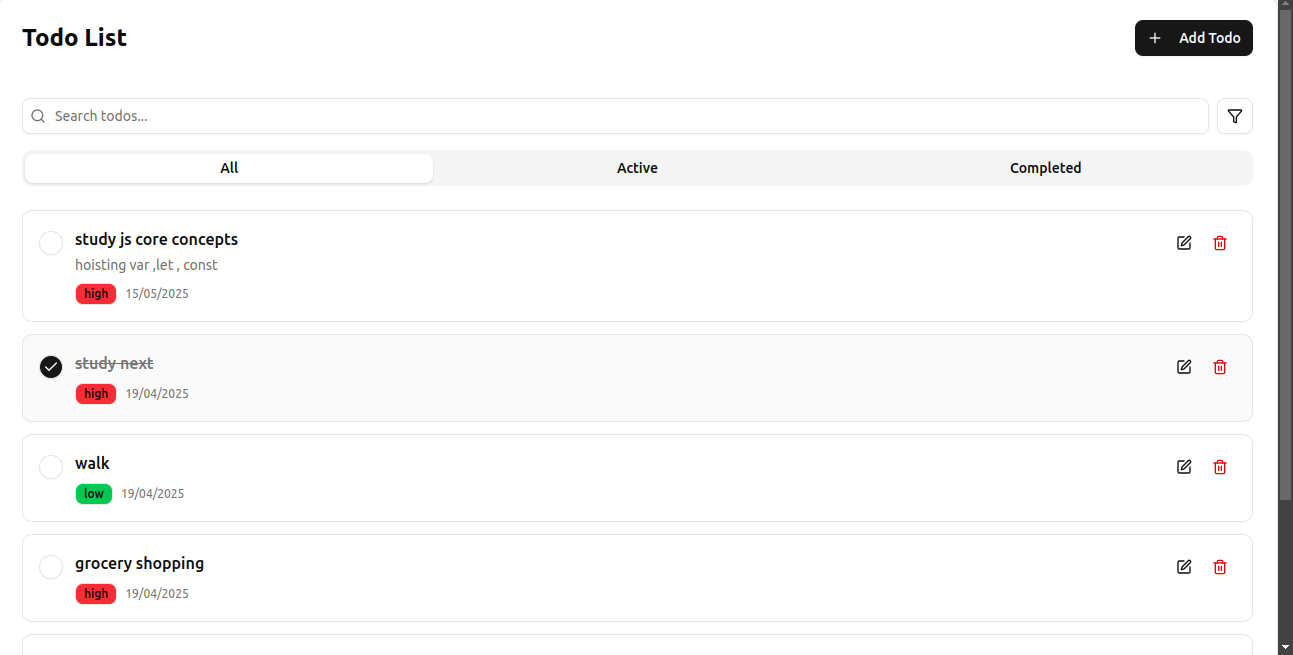 Todo List
Add Todo
Search todos...
All
Active
Completed
study js core concepts
hoisting var ,let , const
high 15/05/2025
study next
high 19/04/2025
walk
low 19/04/2025
grocery shopping
high 19/04/2025